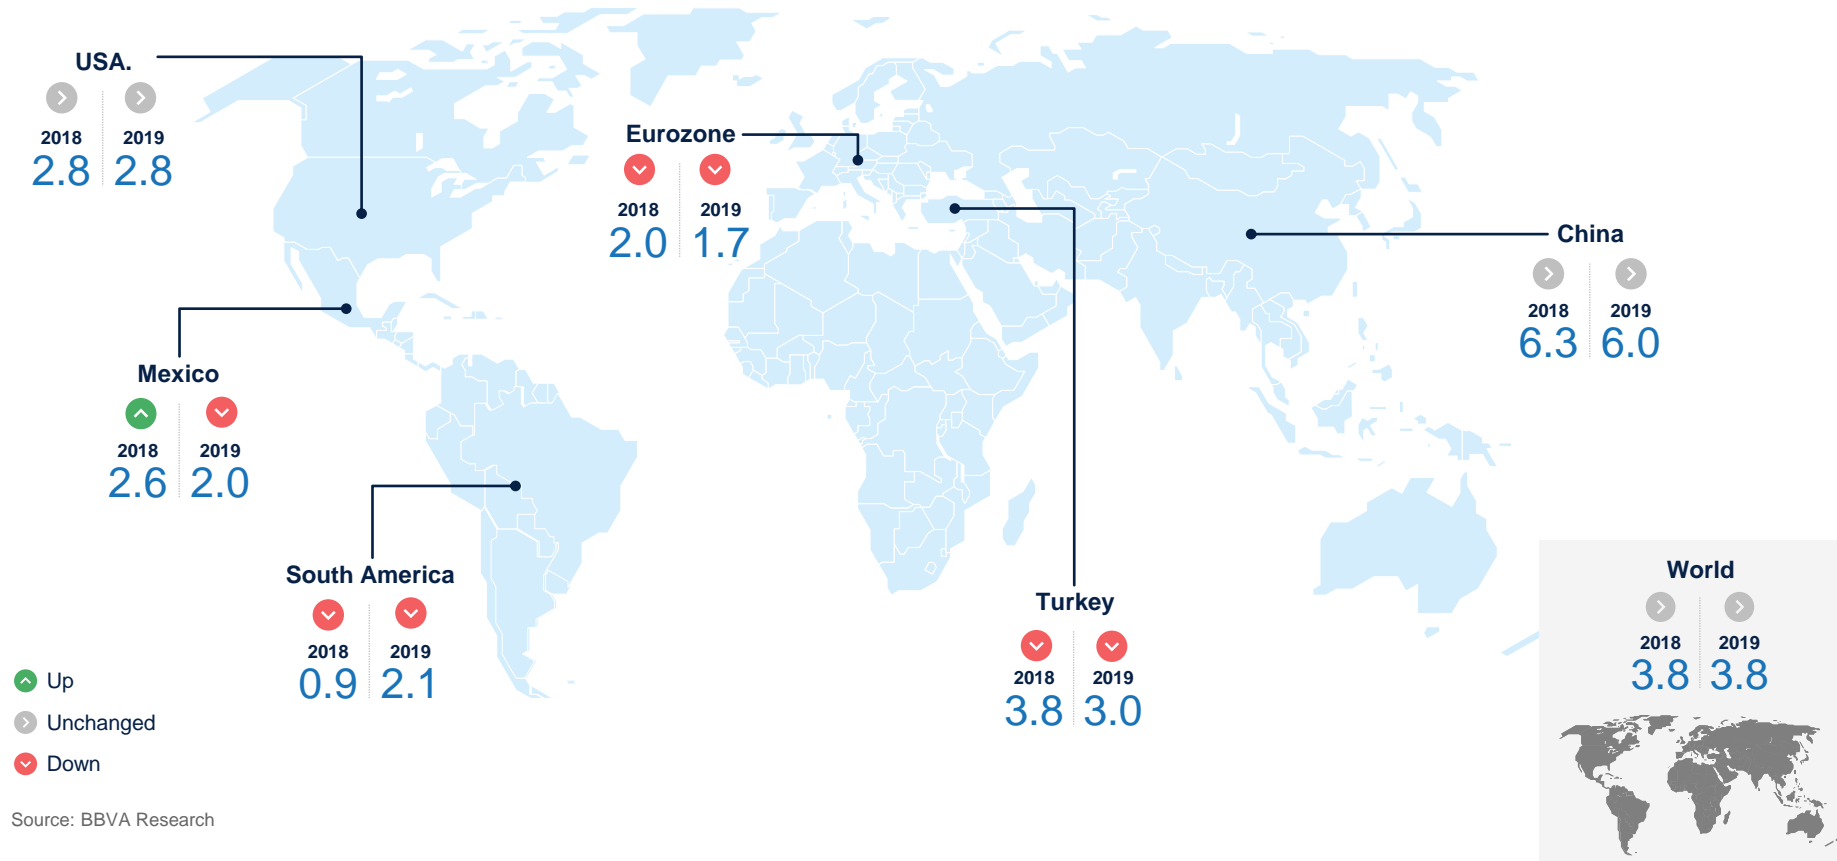 USA.
2018 2019
2.8 2.8
Eurozone
2018 2019
2.0 1.7
China
2018 2019
6.3 6.0
Mexico
2018 2019
2.6 2.0
South America
2018 2019
0.9 2.1
Turkey
2018 2019
3.8 3.0
World
2018 2019
3.8 3.8
Up
Unchanged
Down
Source: BBVA Research